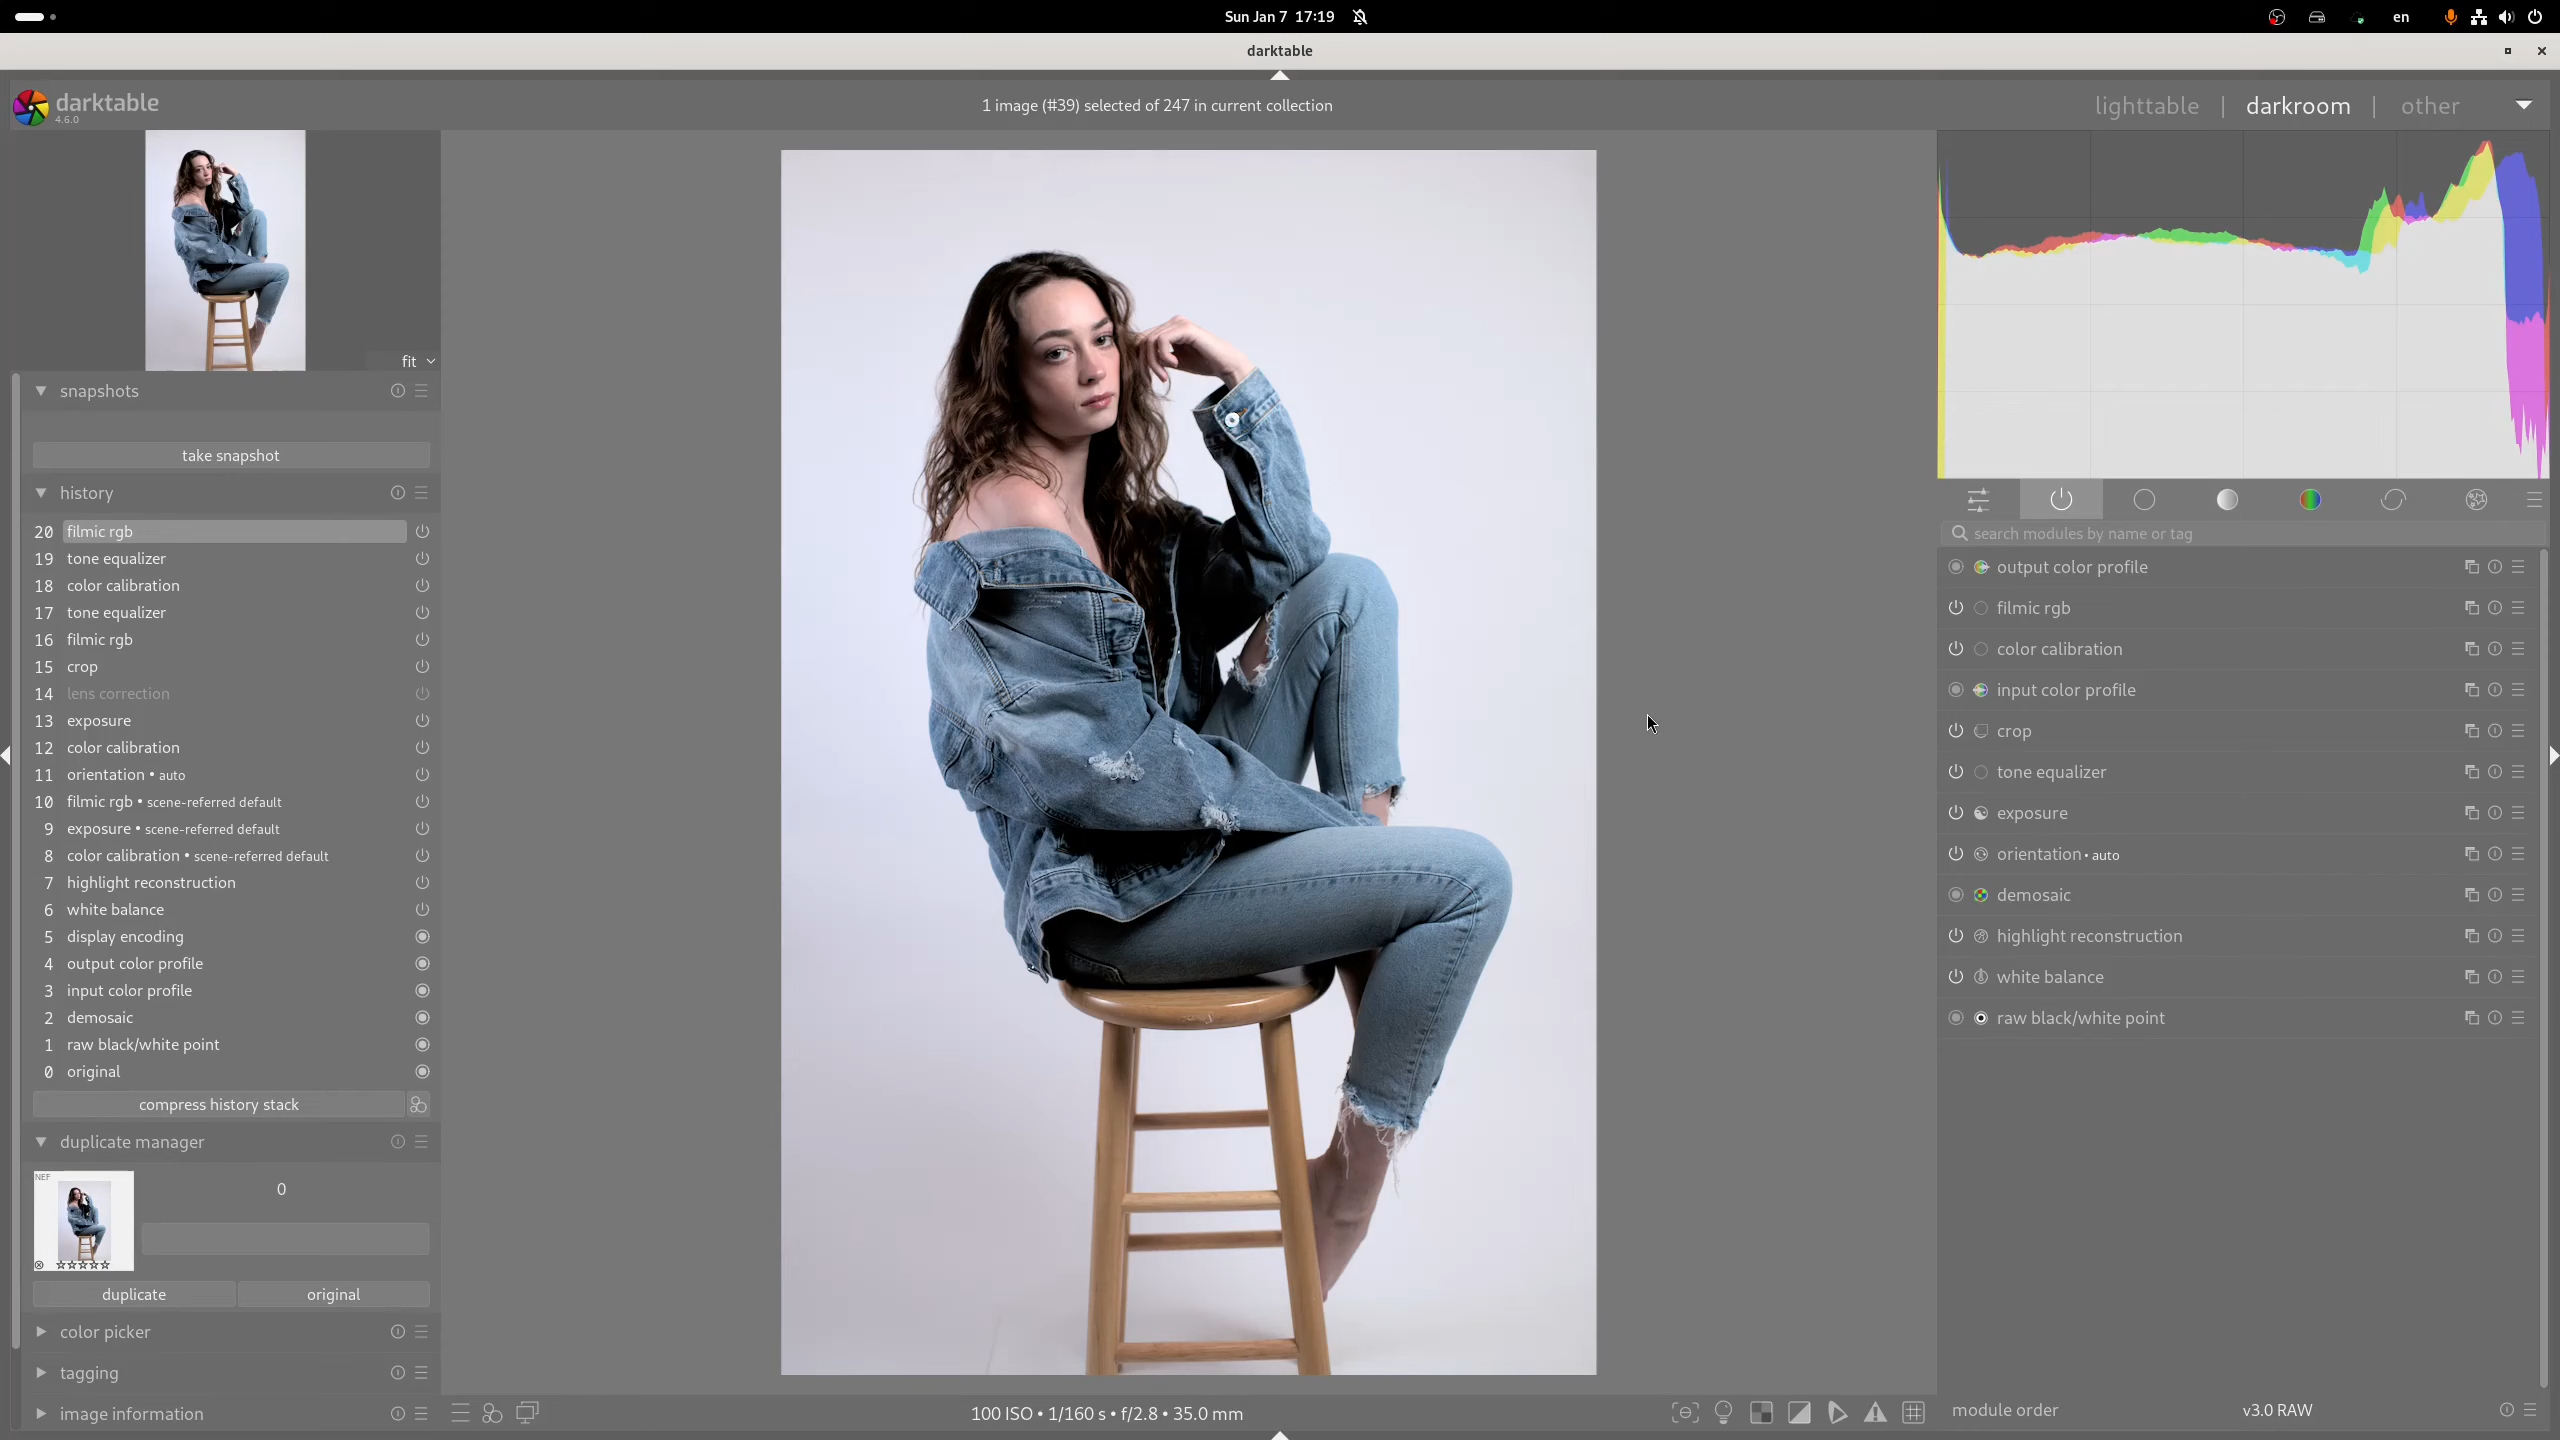 Sun Jan 7 17:19
en
darktable
darktable
4.6.0
1 image (#39) selected of 247 in current collection
lighttable | darkroom | other
fit
snapshots
take snapshot
history
20 filmic rgb
19 tone equalizer
18 color calibration
17 tone equalizer
16 filmic rgb
15 crop
14 lens correction
13 exposure
12 color calibration
11 orientation • auto
10 filmic rgb • scene-referred default
9 exposure • scene-referred default
8 color calibration • scene-referred default
7 highlight reconstruction
6 white balance
5 display encoding
4 output color profile
3 input color profile
2 demosaic
1 raw black/white point
0 original
compress history stack
duplicate manager
NEF
0
duplicate original
color picker
tagging
image information
100 ISO • 1/160 s • f/2.8 • 35.0 mm
search modules by name or tag
output color profile
filmic rgb
color calibration
input color profile
crop
tone equalizer
exposure
orientation • auto
demosaic
highlight reconstruction
white balance
raw black/white point
module order v3.0 RAW